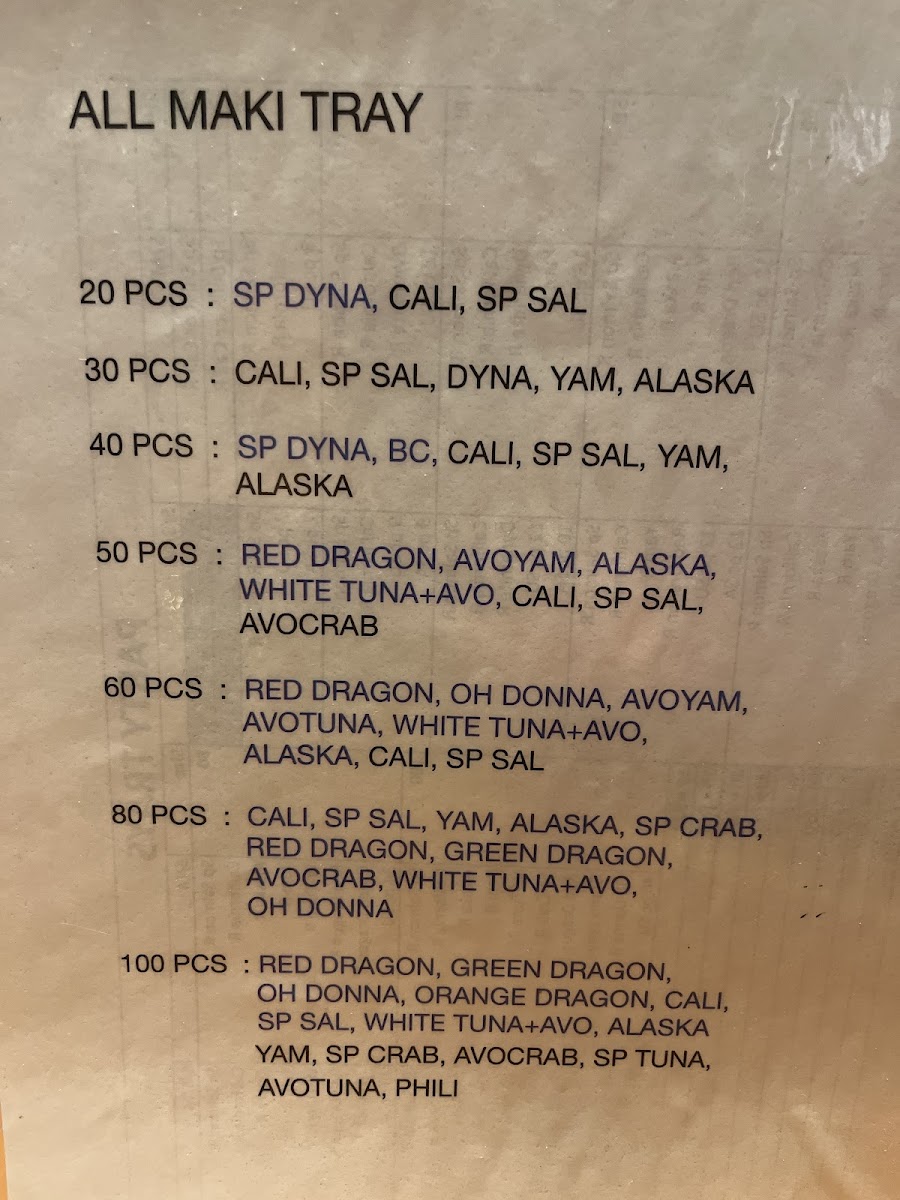 ALL MAKI TRAY
20 PCS : SP DYNA, CALI, SP SAL
30 PCS : CALI, SP SAL, DYNA, YAM, ALASKA
40 PCS : SP DYNA, BC, CALI, SP SAL, YAM,
ALASKA
50 PCS : RED DRAGON, AVOYAM, ALASKA,
WHITE TUNA+AVO, CALI, SP SAL,
AVOCRAB
60 PCS : RED DRAGON, OH DONNA, AVOYAM,
AVOTUNA, WHITE TUNA+AVO,
ALASKA, CALI, SP SAL
80 PCS : CALI, SP SAL, YAM, ALASKA, SP CRAB,
RED DRAGON, GREEN DRAGON,
AVOCRAB, WHITE TUNA+AVO,
OH DONNA
100 PCS : RED DRAGON, GREEN DRAGON,
OH DONNA, ORANGE DRAGON, CALI,
SP SAL, WHITE TUNA+AVO, ALASKA
YAM, SP CRAB, AVOCRAB, SP TUNA,
AVOTUNA, PHILI